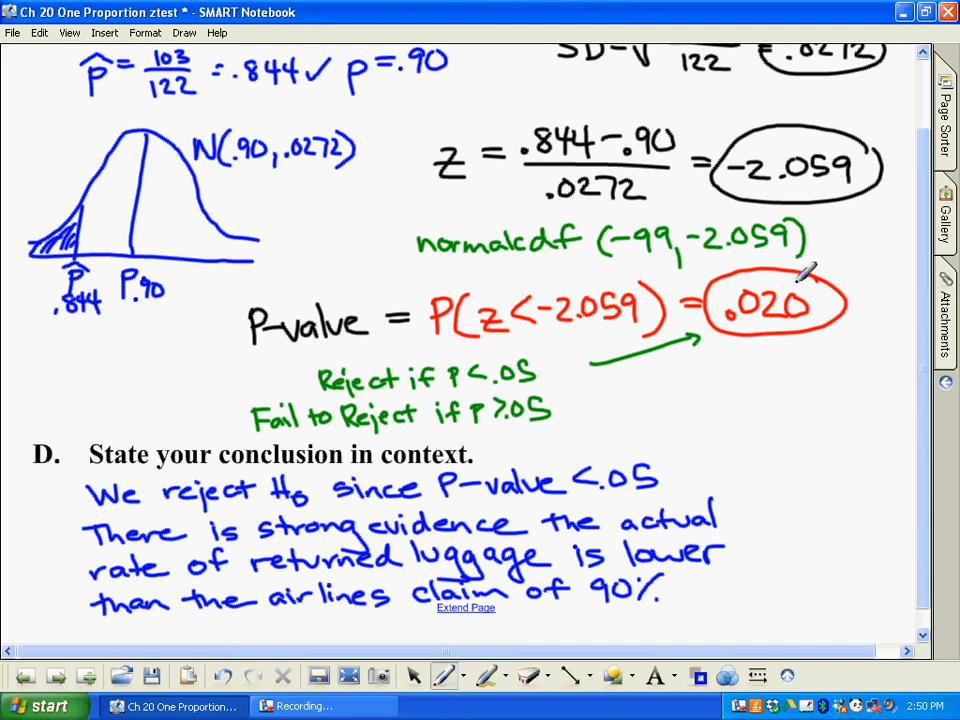 Ch 20 One Proportion ztest * - SMART Notebook
File Edit View Insert Format Draw Help
p̂ = 103/122 = .844 ✓ p = .90
SD = √ 122 = .0272
N(.90, .0272)
z = .844 - .90 / .0272 = -2.059
normalcdf (-99, -2.059)
p̂ .844 P .90
P-value = P(z < -2.059) = .020
Reject if P < .05
Fail to Reject if P > .05
D. State your conclusion in context.
We reject H₀ since P-value < .05
There is strong evidence the actual
rate of returned luggage is lower
than the airlines claim of 90%.
Extend Page
Page Sorter
Gallery
Attachments
start
Ch 20 One Proportion...
Recording...
2:50 PM